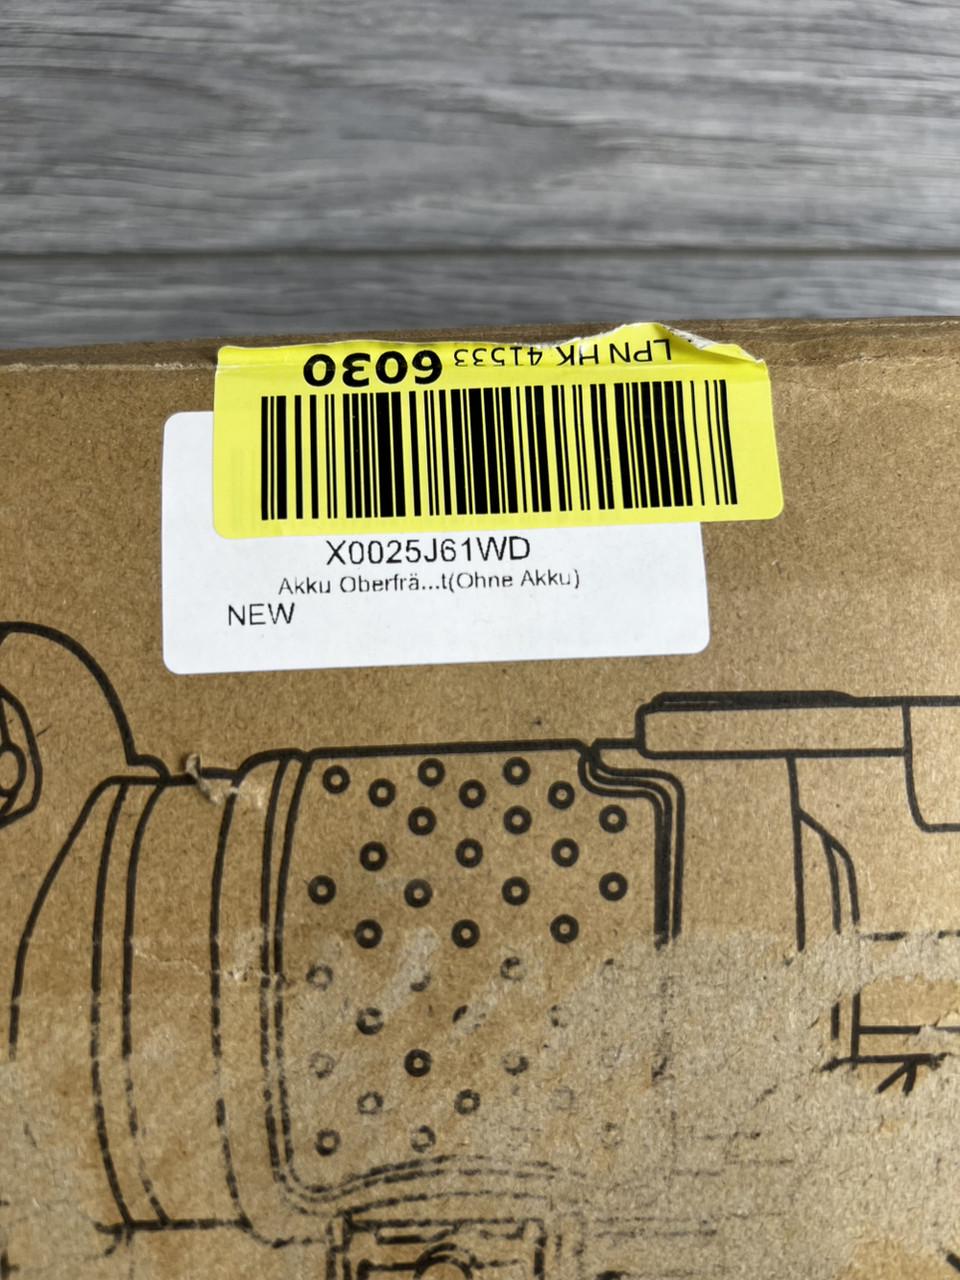 LPN HK 41533 6030
X0025J61WD
Akku Oberfrä...t(Ohne Akku)
NEW